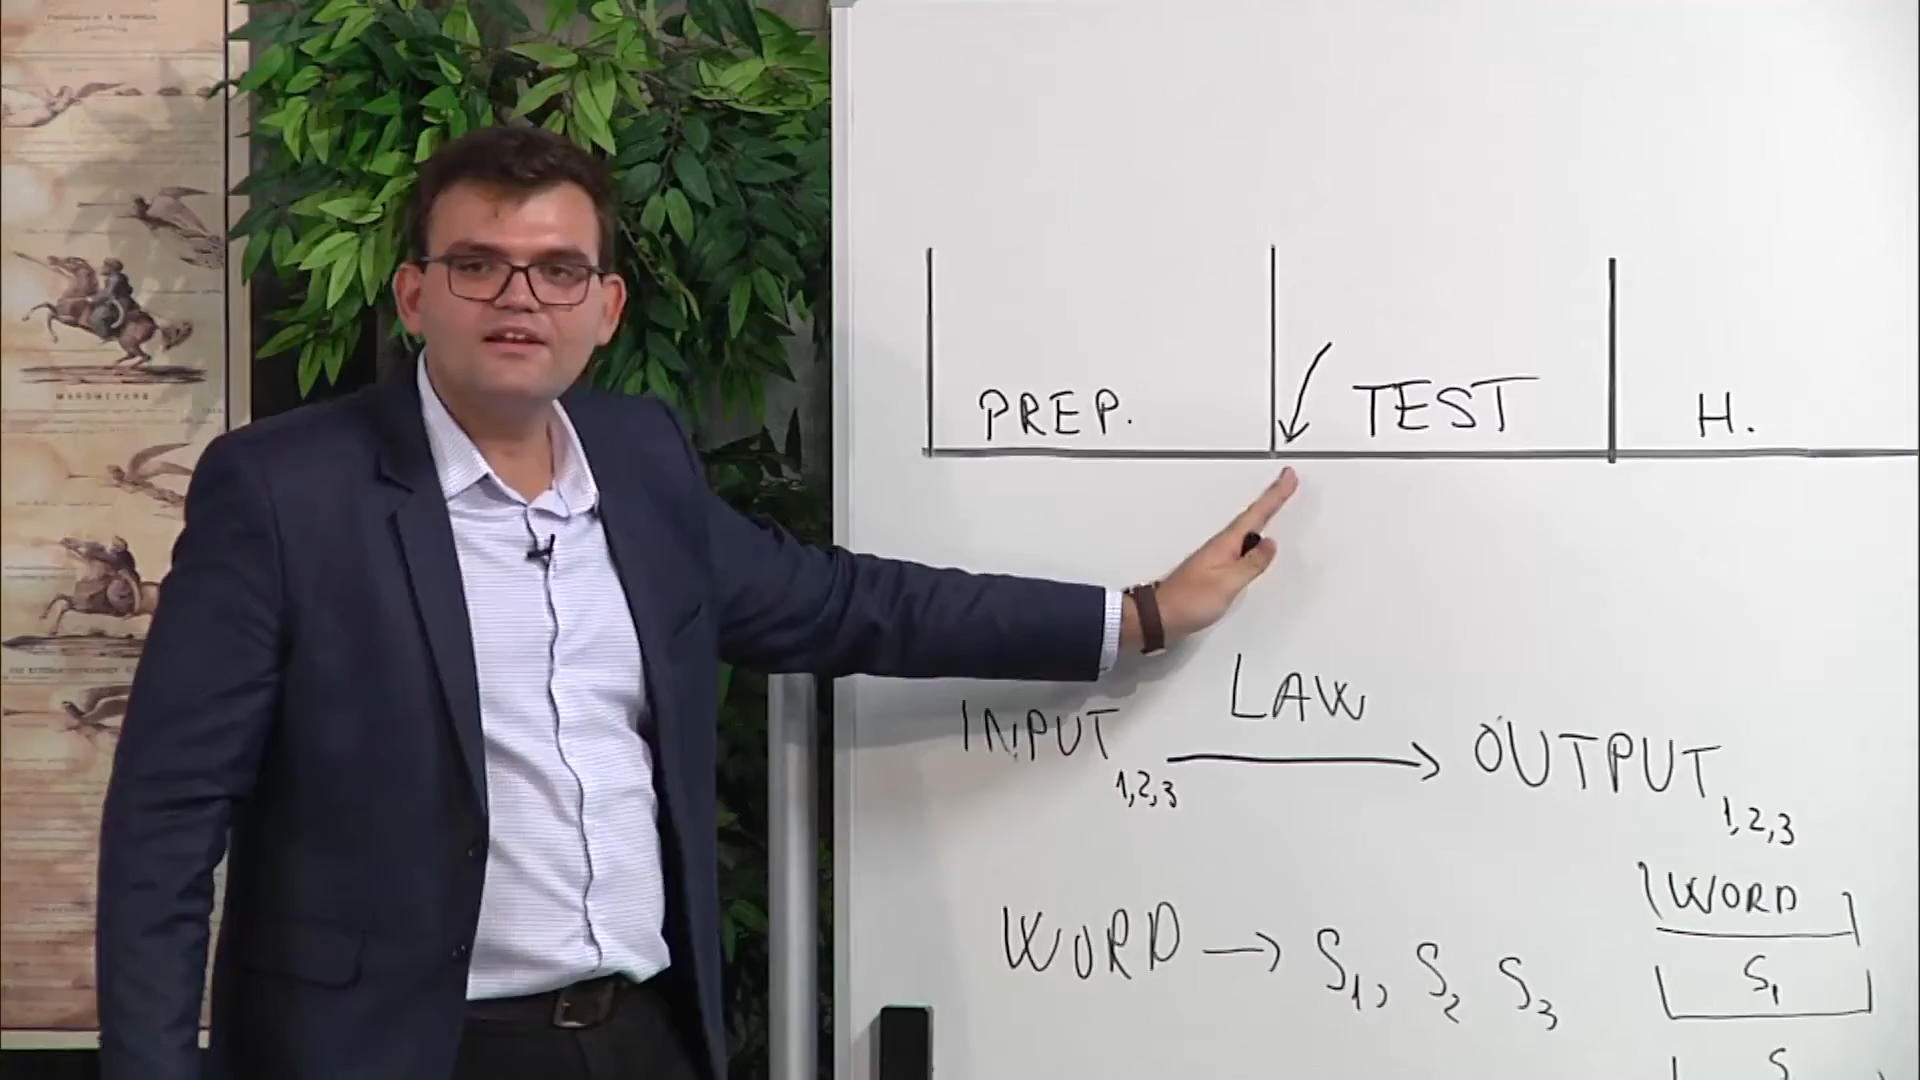 PREP. TEST H.
LAW
INPUT 1,2,3 → OUTPUT 1,2,3
WORD
WORD → S1, S2 S3
S1
S